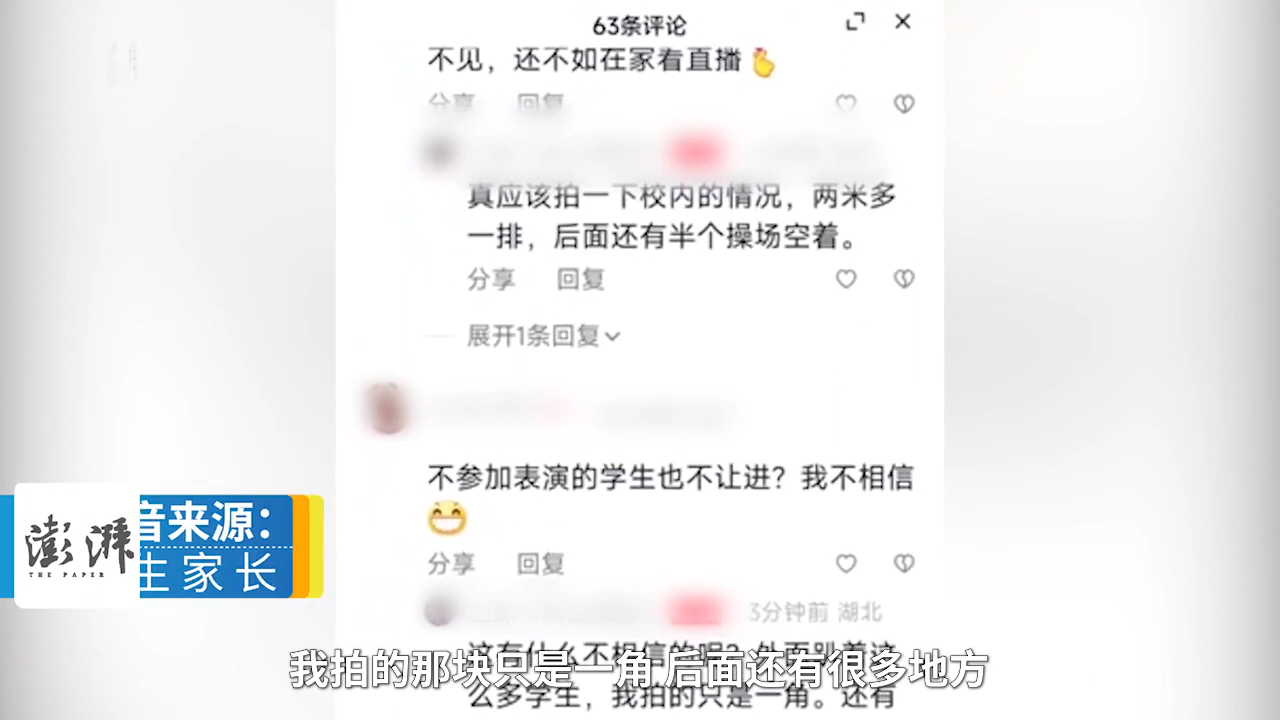 63条评论
不见，还不如在家看直播
分享 回复
真应该拍一下校内的情况，两米多
一排，后面还有半个操场空着。
分享 回复
展开1条回复
不参加表演的学生也不让进？我不相信
分享 回复
3分钟前 湖北
这有什么不相信的呢？外面趴着这
么多学生，我拍的只是一角。还有
澎湃
THE PAPER
音来源：
生家长
我拍的那块只是一角 后面还有很多地方